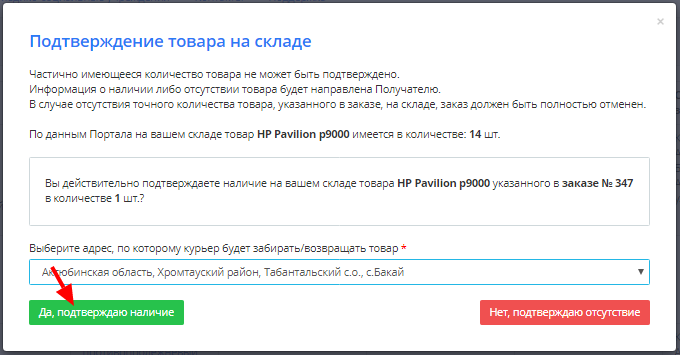 Подтверждение товара на складе
×
Частично имеющееся количество товара не может быть подтверждено.
Информация о наличии либо отсутствии товара будет направлена Получателю.
В случае отсутствия точного количества товара, указанного в заказе, на складе, заказ должен быть полностью отменен.
По данным Портала на вашем складе товар HP Pavilion p9000 имеется в количестве: 14 шт.
Вы действительно подтверждаете наличие на вашем складе товара HP Pavilion p9000 указанного в заказе № 347
в количестве 1 шт.?
Выберите адрес, по которому курьер будет забирать/возвращать товар *
Актюбинская область, Хромтауский район, Табантальский с.о., с.Бакай
Да, подтверждаю наличие
Нет, подтверждаю отсутствие